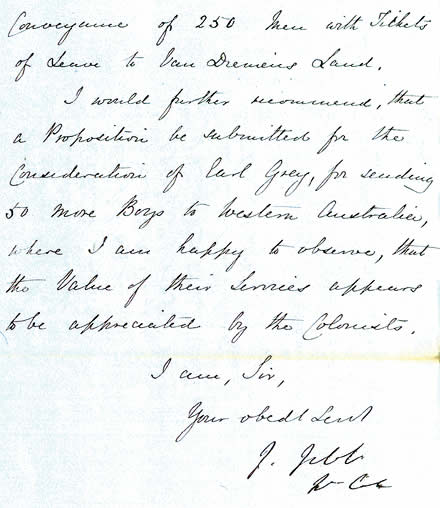 Conveyance of 250 Men with Tickets
of Leave to Van Diemens Land.
I would further recommend, that
a Proposition be submitted for the
Consideration of Earl Grey, for sending
50 more Boys to Western Australia,
where I am happy to observe, that
the Value of their Services appears
to be appreciated by the Colonists.
I am, Sir,
Your obedt Servt
J. Jebb